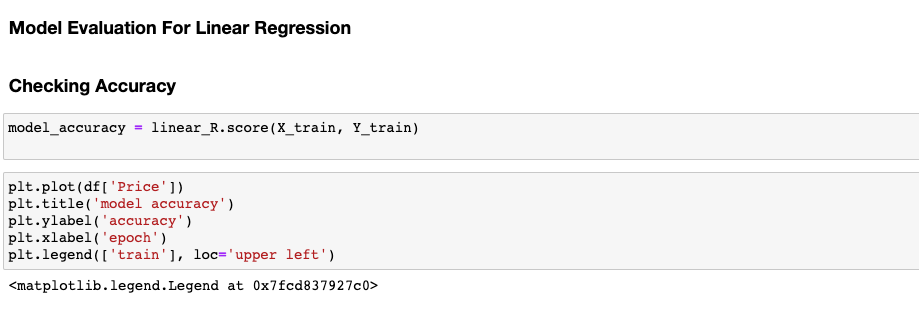 Model Evaluation For Linear Regression
Checking Accuracy
model_accuracy = linear_R.score(X_train, Y_train)
plt.plot(df['Price'])
plt.title('model accuracy')
plt.ylabel('accuracy')
plt.xlabel('epoch')
plt.legend(['train'], loc='upper left')
<matplotlib.legend.Legend at 0x7fcd837927c0>